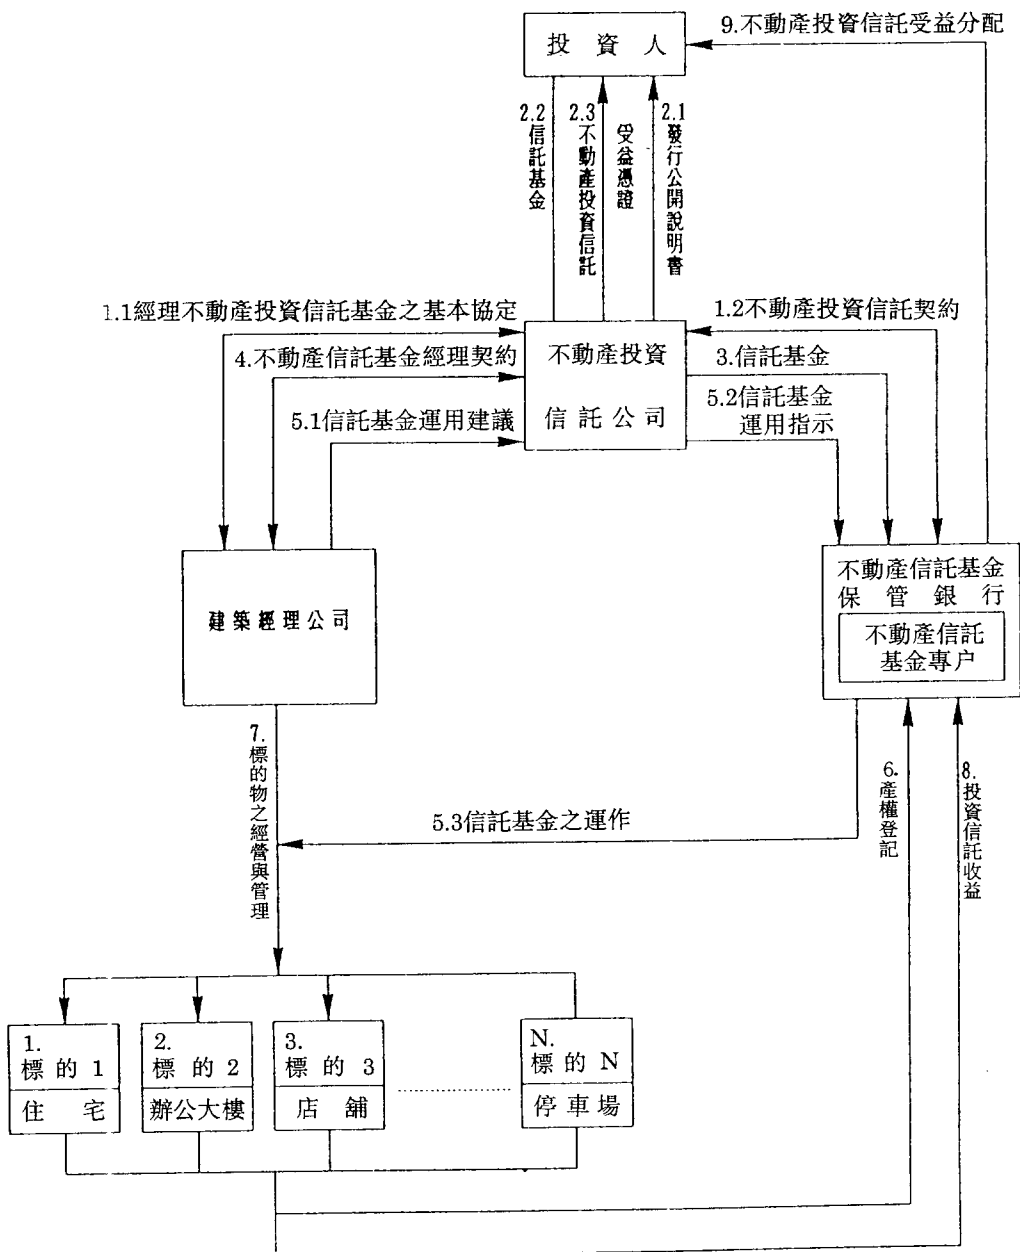 9.不動產投資信託受益分配
投資人
2.2信託基金
2.3不動產投資信託
受益憑證
2.1發行公開說明書
1.1經理不動產投資信託基金之基本協定
4.不動產信託基金經理契約
5.1信託基金運用建議
不動產投資
信託公司
1.2不動產投資信託契約
3.信託基金
5.2信託基金
運用指示
建築經理公司
不動產信託基金
保管銀行
不動產信託
基金專户
7.標的物之經營與管理
5.3信託基金之運作
6.產權登記
8.投資信託收益
1.
標的1
住宅
2.
標的2
辦公大樓
3.
標的3
店舖
N.
標的N
停車場